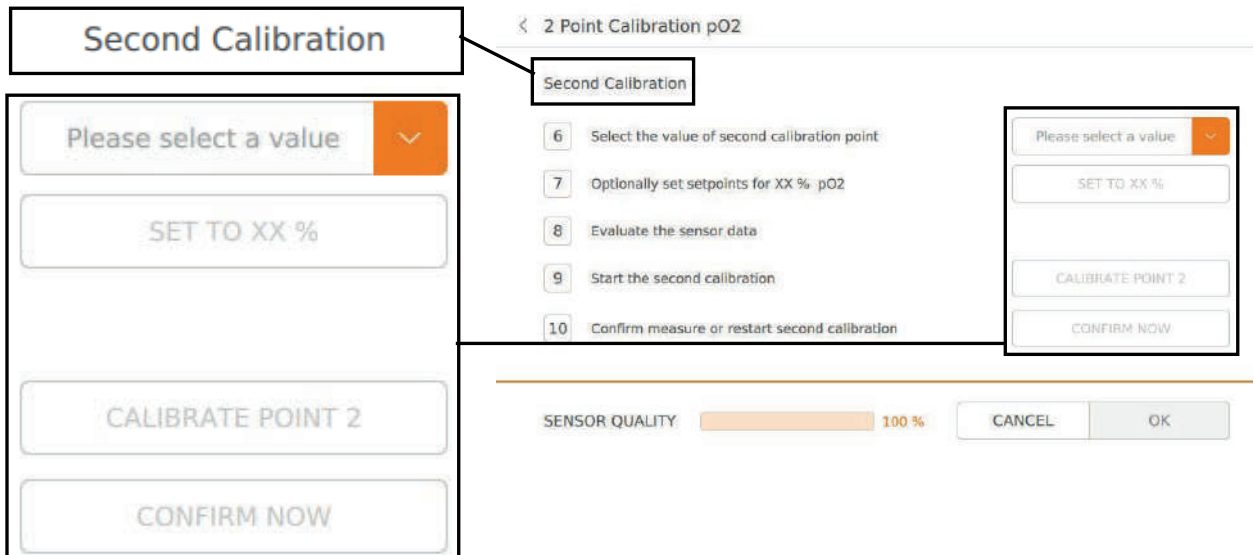 Second Calibration
Please select a value
SET TO XX %
CALIBRATE POINT 2
CONFIRM NOW
< 2 Point Calibration pO2
Second Calibration
6 Select the value of second calibration point Please select a value
7 Optionally set setpoints for XX % pO2 SET TO XX %
8 Evaluate the sensor data
9 Start the second calibration CALIBRATE POINT 2
10 Confirm measure or restart second calibration CONFIRM NOW
SENSOR QUALITY 100 % CANCEL OK